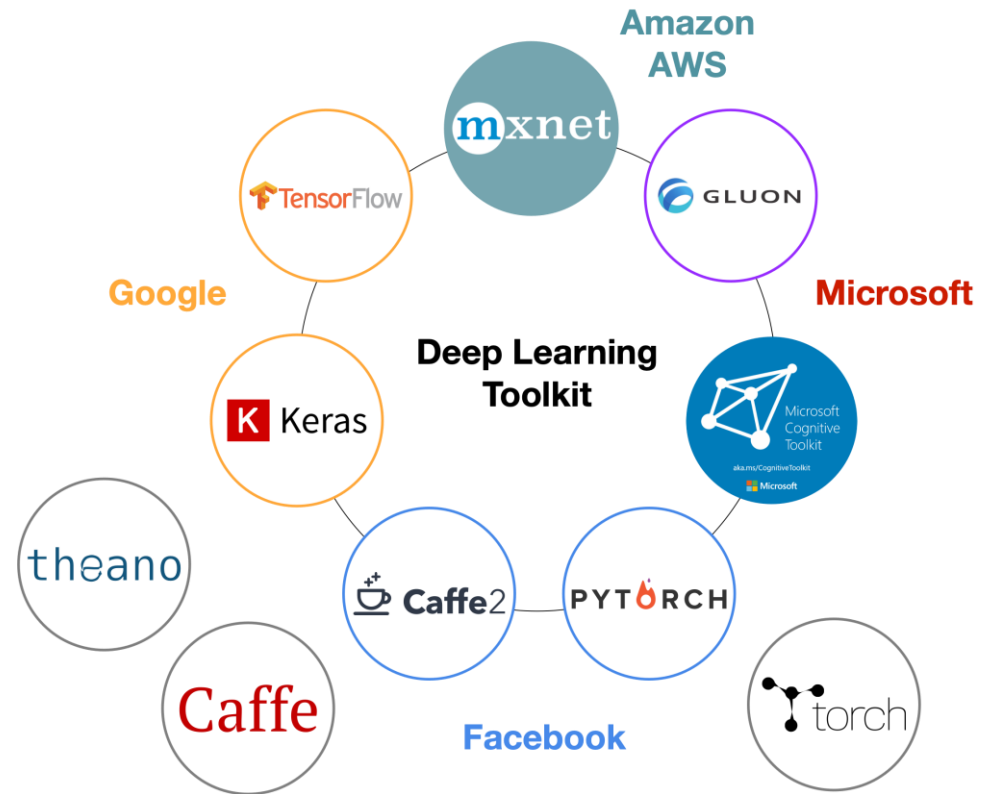 Amazon
AWS
mxnet
TensorFlow
GLUON
Google
Microsoft
Deep Learning
Toolkit
K Keras
Microsoft
Cognitive
Toolkit
aka.ms/CognitiveToolkit
Microsoft
theano
Caffe2
PYTORCH
Caffe
torch
Facebook